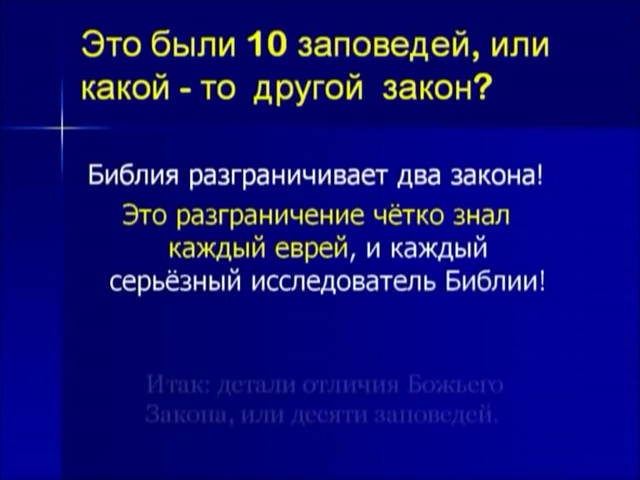 Это были 10 заповедей, или
какой - то другой закон?
Библия разграничивает два закона!
Это разграничение чётко знал
каждый еврей, и каждый
серьёзный исследователь Библии!
Итак: детали отличия Божьего
Закона, или десяти заповедей.